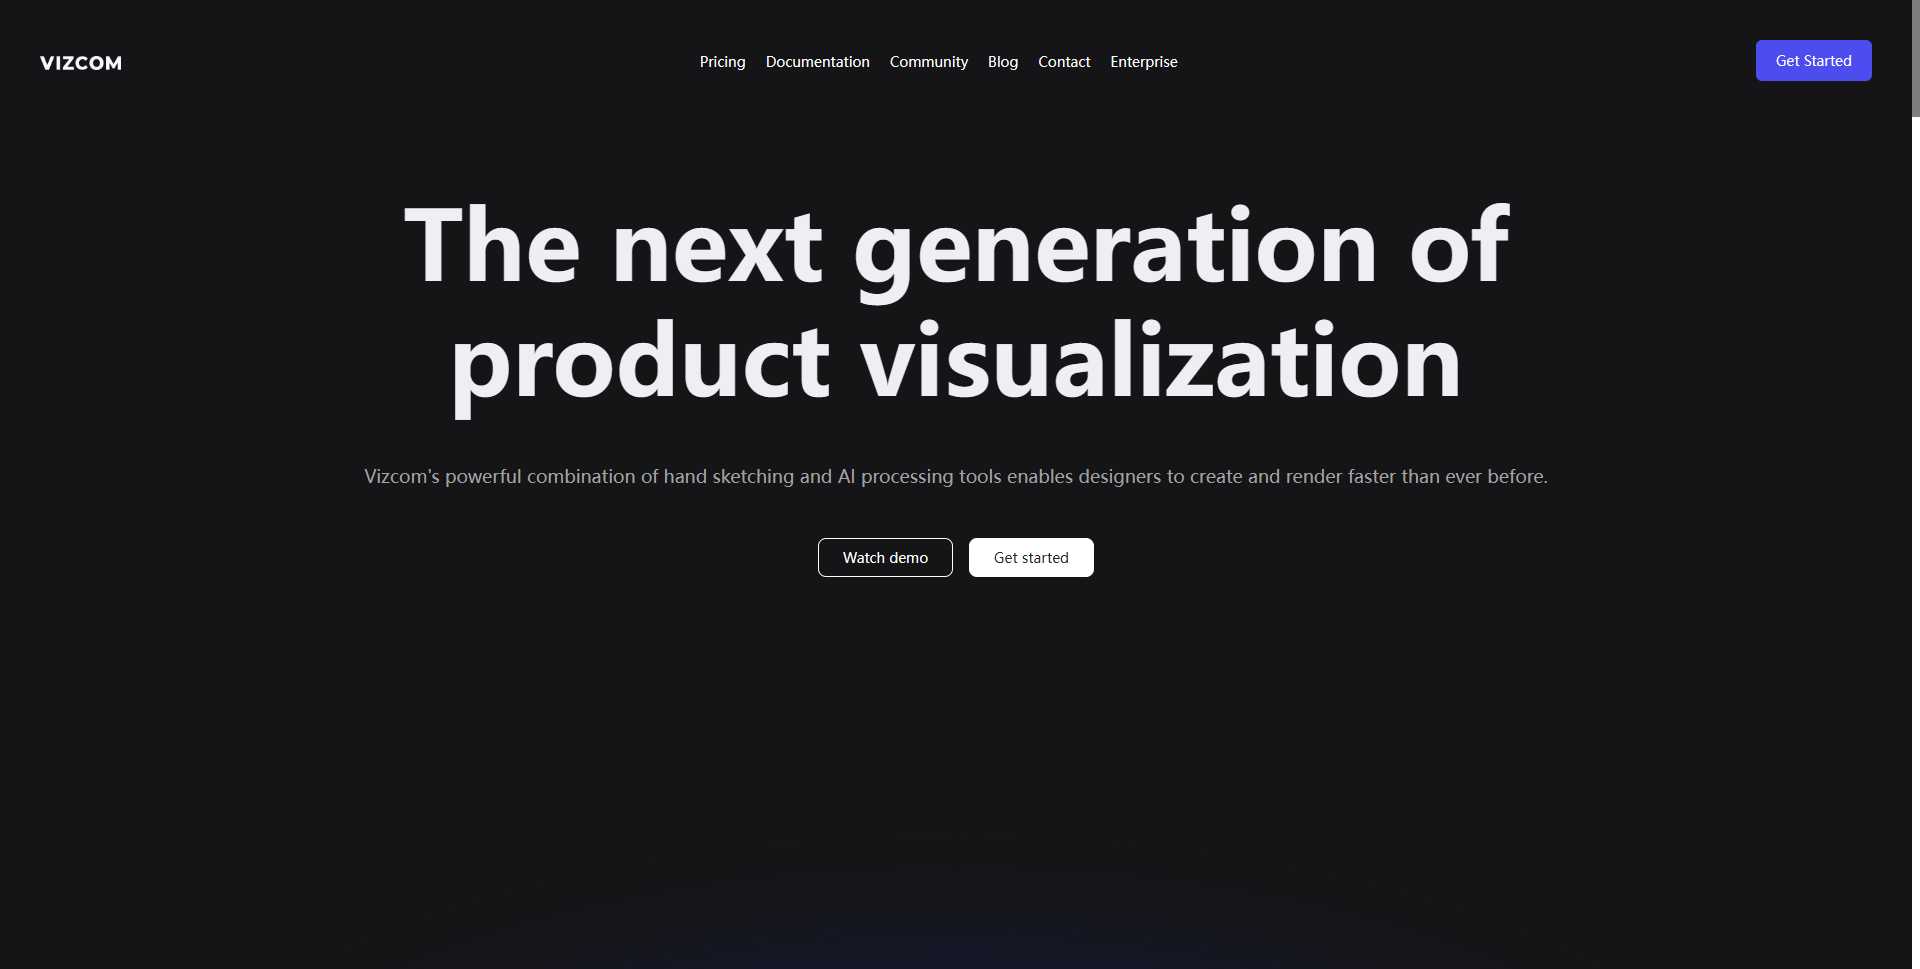 VIZCOM
Pricing Documentation Community Blog Contact Enterprise
Get Started
The next generation of
product visualization
Vizcom's powerful combination of hand sketching and AI processing tools enables designers to create and render faster than ever before.
Watch demo
Get started